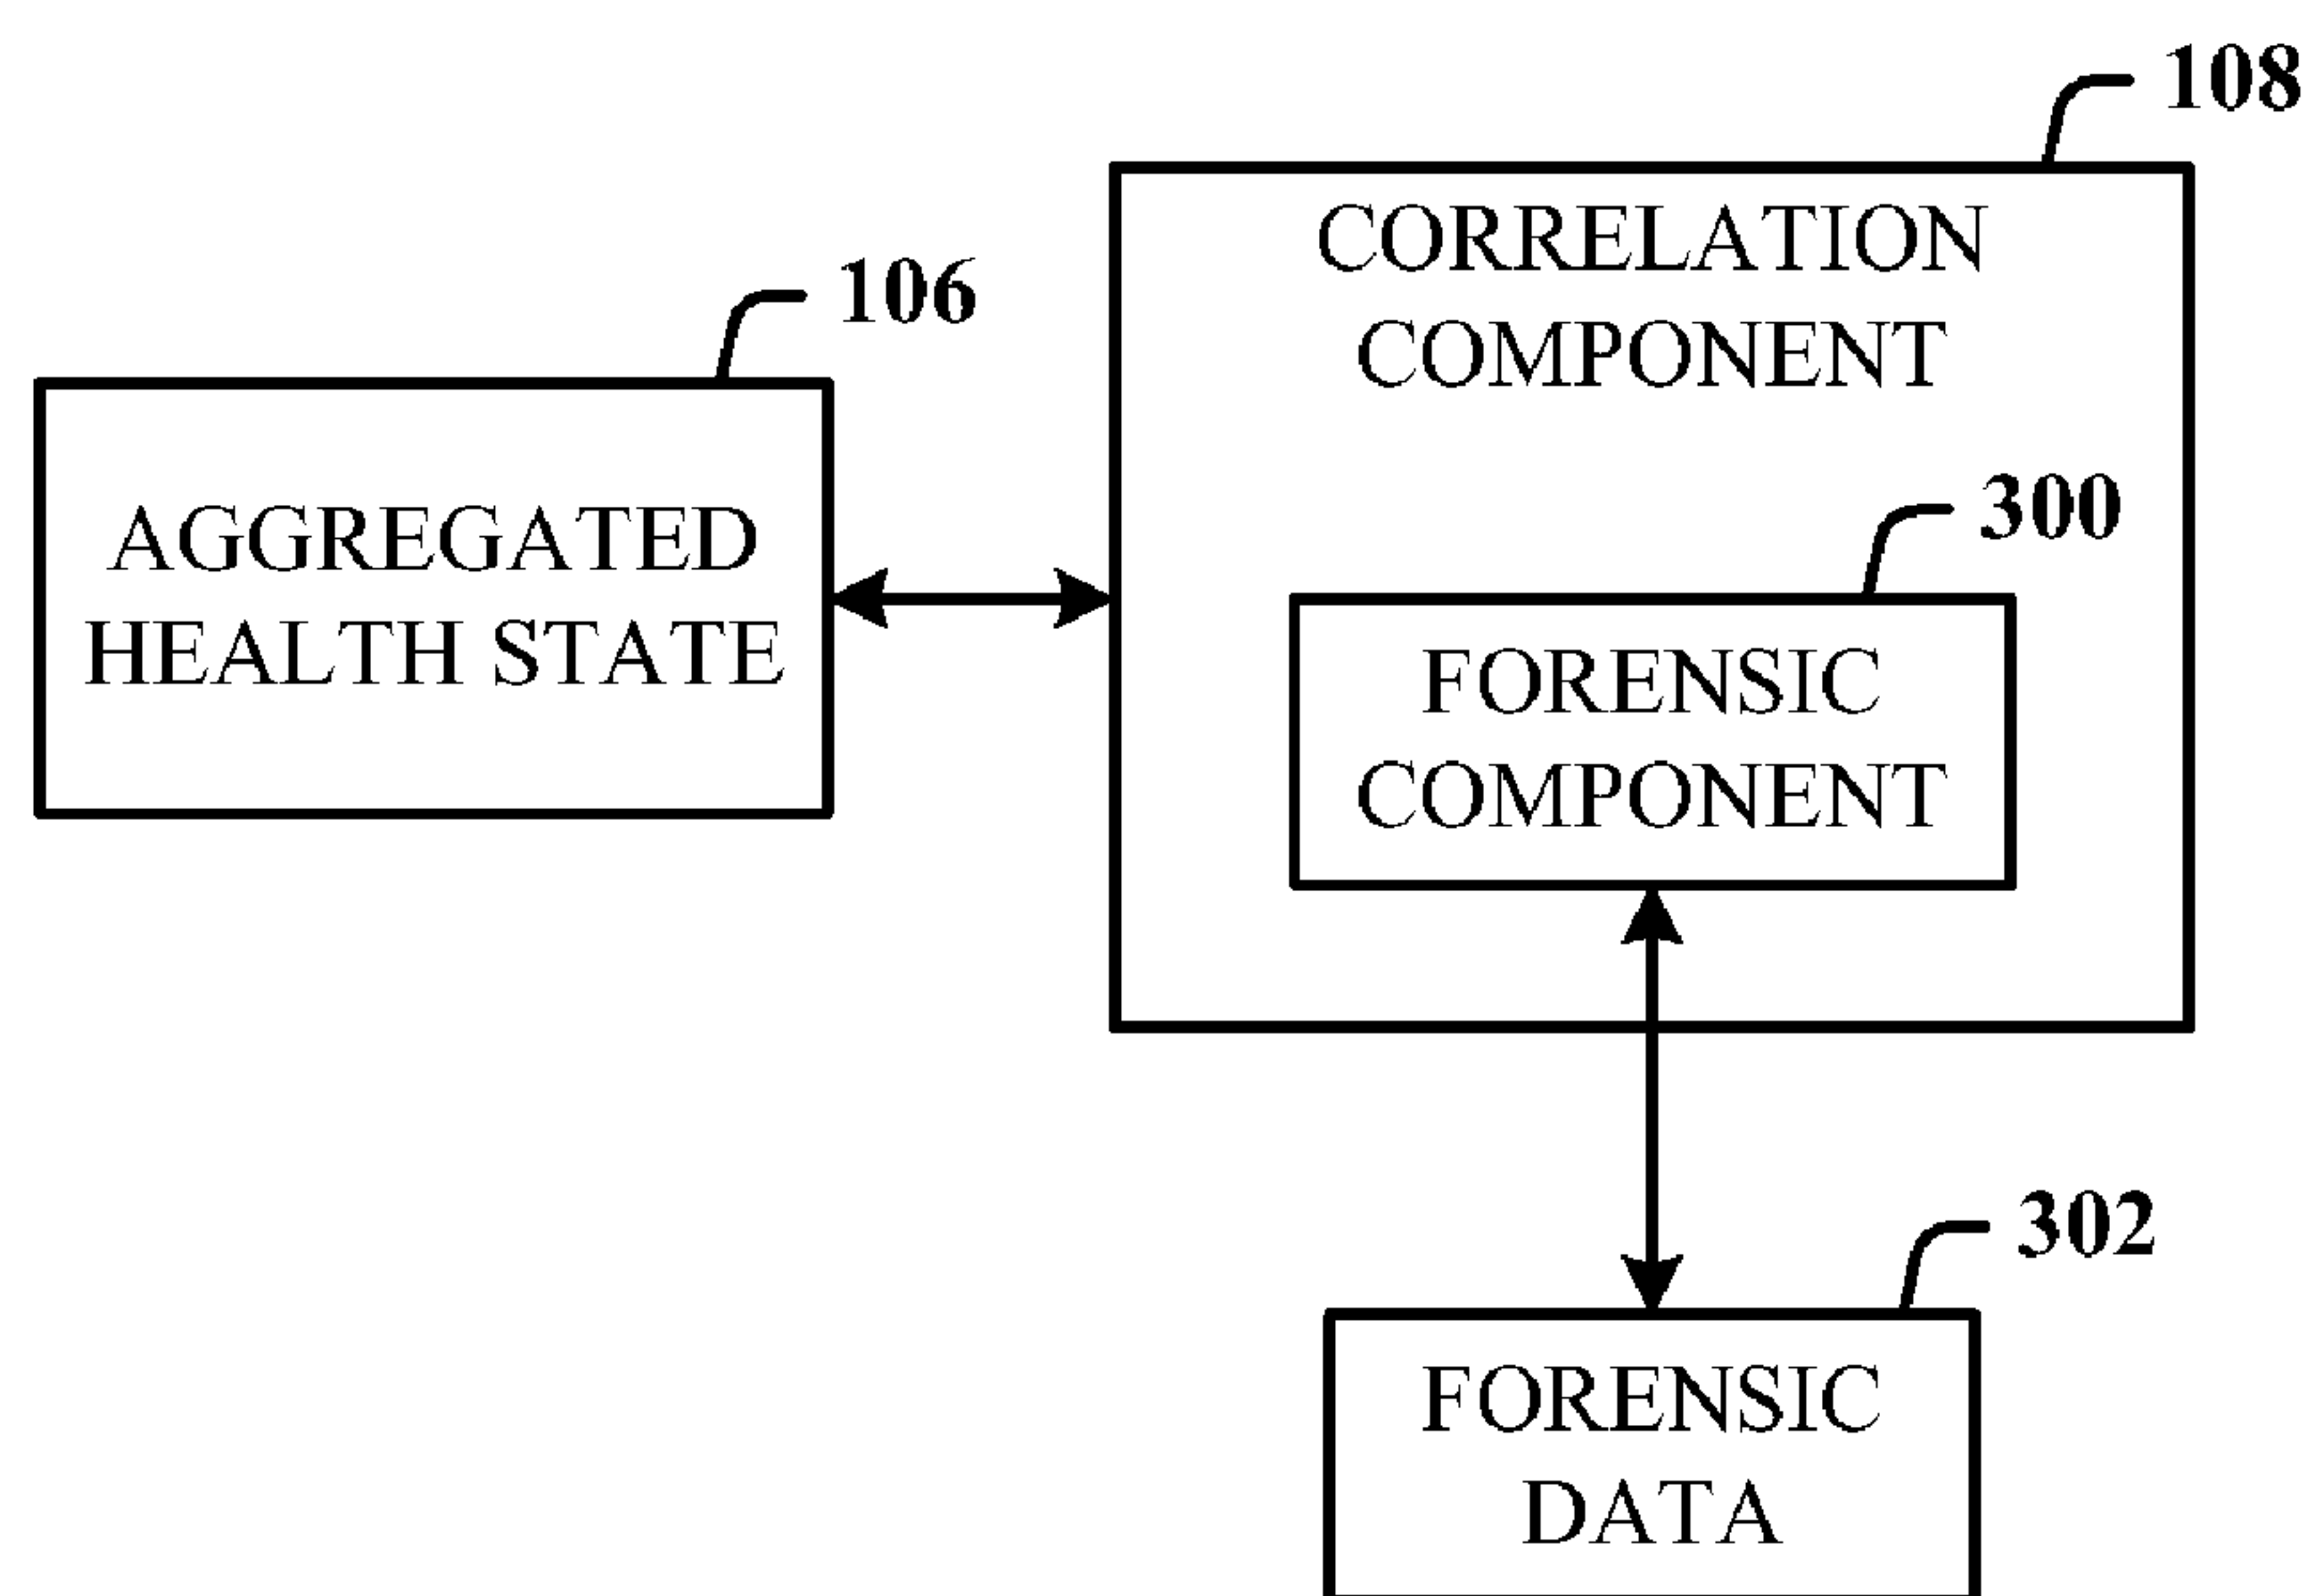 108
CORRELATION
COMPONENT
106
AGGREGATED
HEALTH STATE
300
FORENSIC
COMPONENT
302
FORENSIC
DATA